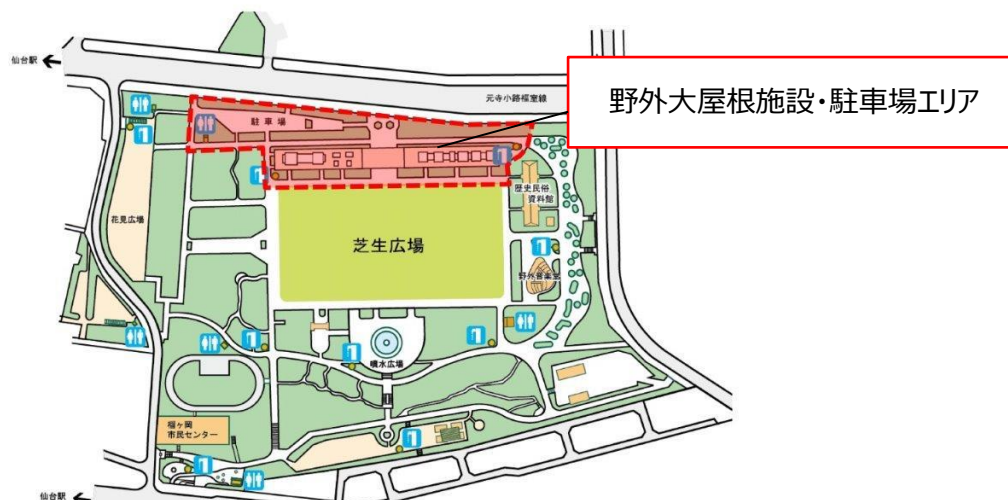 仙台駅
元寺小路福室線
野外大屋根施設・駐車場エリア
駐車場
歴史民俗
資料館
花見広場
芝生広場
野外音楽堂
噴水広場
榴ヶ岡
市民センター
仙台駅